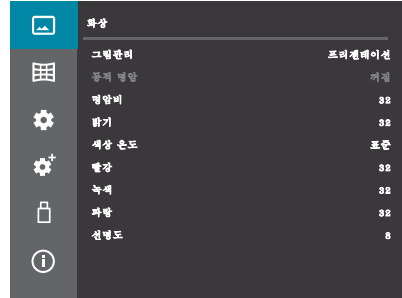 화상
그림관리 프리젠테이션
동적 명암 꺼짐
명암비 32
밝기 32
색상 온도 표준
빨강 32
녹색 32
파랑 32
선명도 8